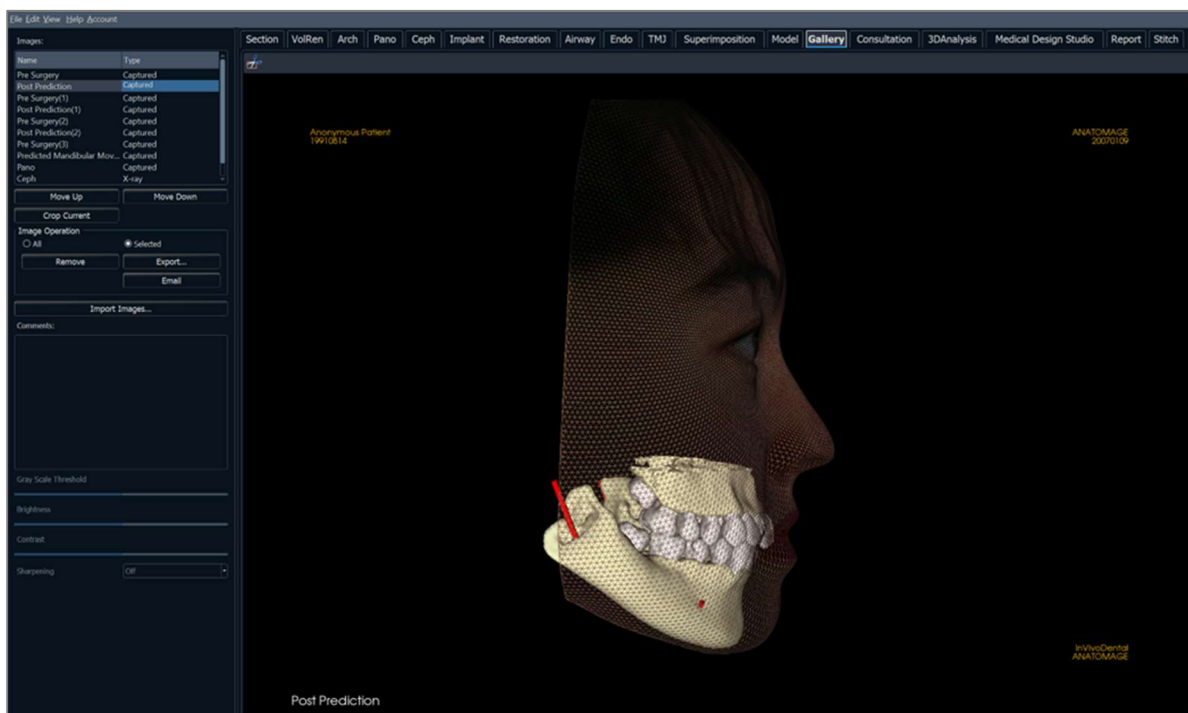 File Edit View Help Account
Images:
Section VolRen Arch Pano Ceph Implant Restoration Airway Endo TMJ Superimposition Model Gallery Consultation 3DAnalysis Medical Design Studio Report Stitch
Name Type
Pre Surgery Captured
Post Prediction Captured
Pre Surgery(1) Captured
Post Prediction(1) Captured
Pre Surgery(2) Captured
Post Prediction(2) Captured
Pre Surgery(3) Captured
Predicted Mandibular Mov... Captured
Pano Captured
Ceph X-ray
Move Up Move Down
Crop Current
Image Operation
All Selected
Remove Export...
Email
Import Images...
Comments:
Gray Scale Threshold
Brightness
Contrast
Sharpening Off
Anonymous Patient
19910814
ANATOMAGE
20070109
InVivoDental
ANATOMAGE
Post Prediction